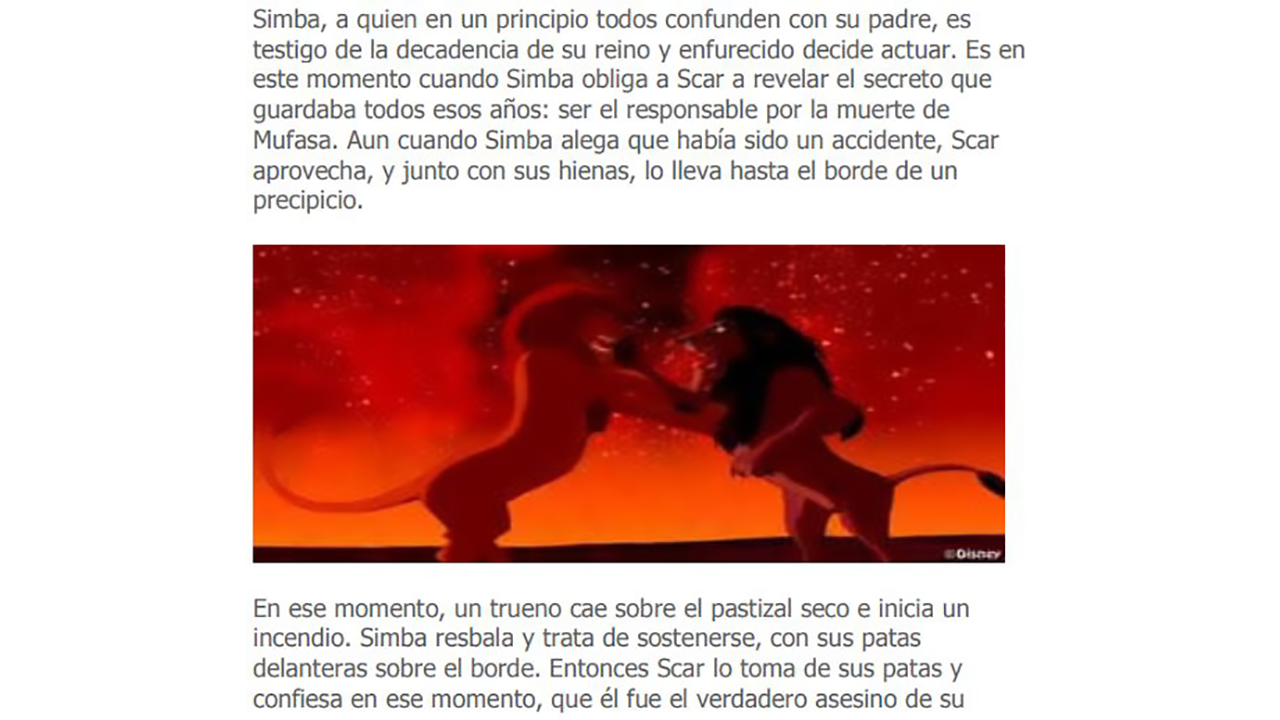 Simba, a quien en un principio todos confunden con su padre, es
testigo de la decadencia de su reino y enfurecido decide actuar. Es en
este momento cuando Simba obliga a Scar a revelar el secreto que
guardaba todos esos años: ser el responsable por la muerte de
Mufasa. Aun cuando Simba alega que había sido un accidente, Scar
aprovecha, y junto con sus hienas, lo lleva hasta el borde de un
precipicio.
©Disney
En ese momento, un trueno cae sobre el pastizal seco e inicia un
incendio. Simba resbala y trata de sostenerse, con sus patas
delanteras sobre el borde. Entonces Scar lo toma de sus patas y
confiesa en ese momento, que él fue el verdadero asesino de su